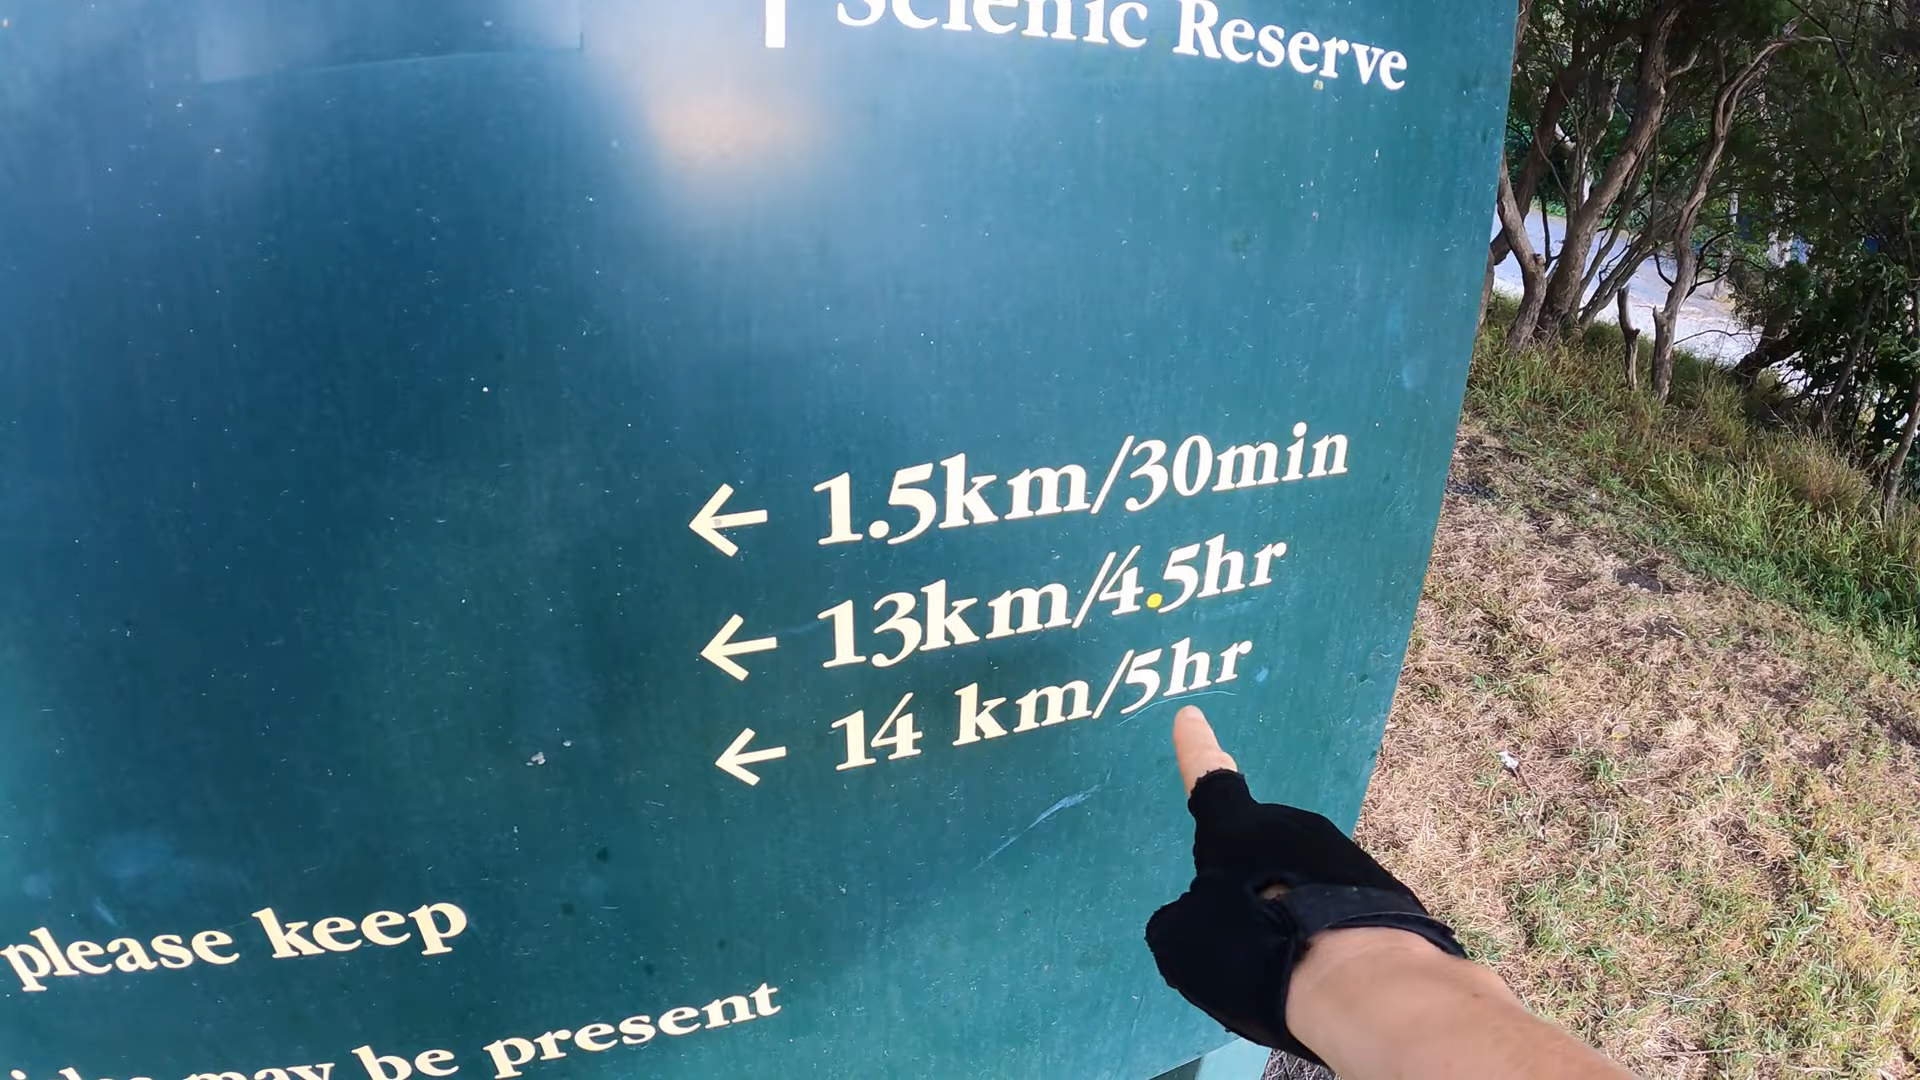 Scenic Reserve
← 1.5km/30min
← 13km/4.5hr
← 14 km/5hr
please keep
may be present